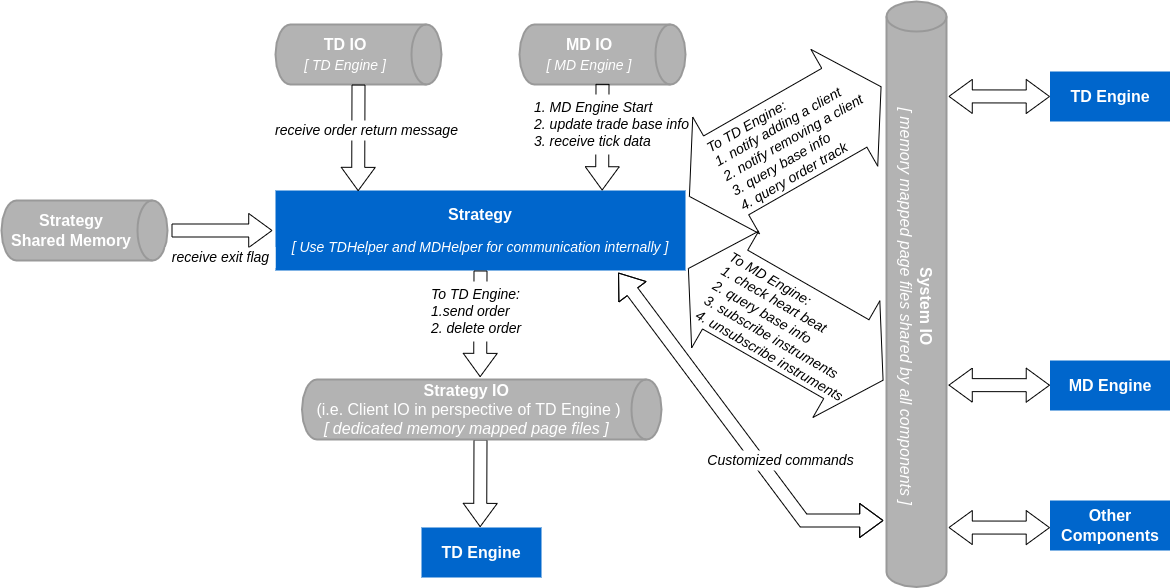 TD IO
[ TD Engine ]
MD IO
[ MD Engine ]
receive order return message
1. MD Engine Start
2. update trade base info
3. receive tick data
To TD Engine:
1. notify adding a client
2. notify removing a client
3. query base info
4. query order track
TD Engine
Strategy
Shared Memory
receive exit flag
Strategy
[ Use TDHelper and MDHelper for communication internally ]
To MD Engine:
1. check heart beat
2. query base info
3. subscribe instruments
4. unsubscribe instruments
System IO
[ memory mapped page files shared by all components ]
To TD Engine:
1.send order
2. delete order
Strategy IO
(i.e. Client IO in perspective of TD Engine )
[ dedicated memory mapped page files ]
MD Engine
Customized commands
TD Engine
Other
Components